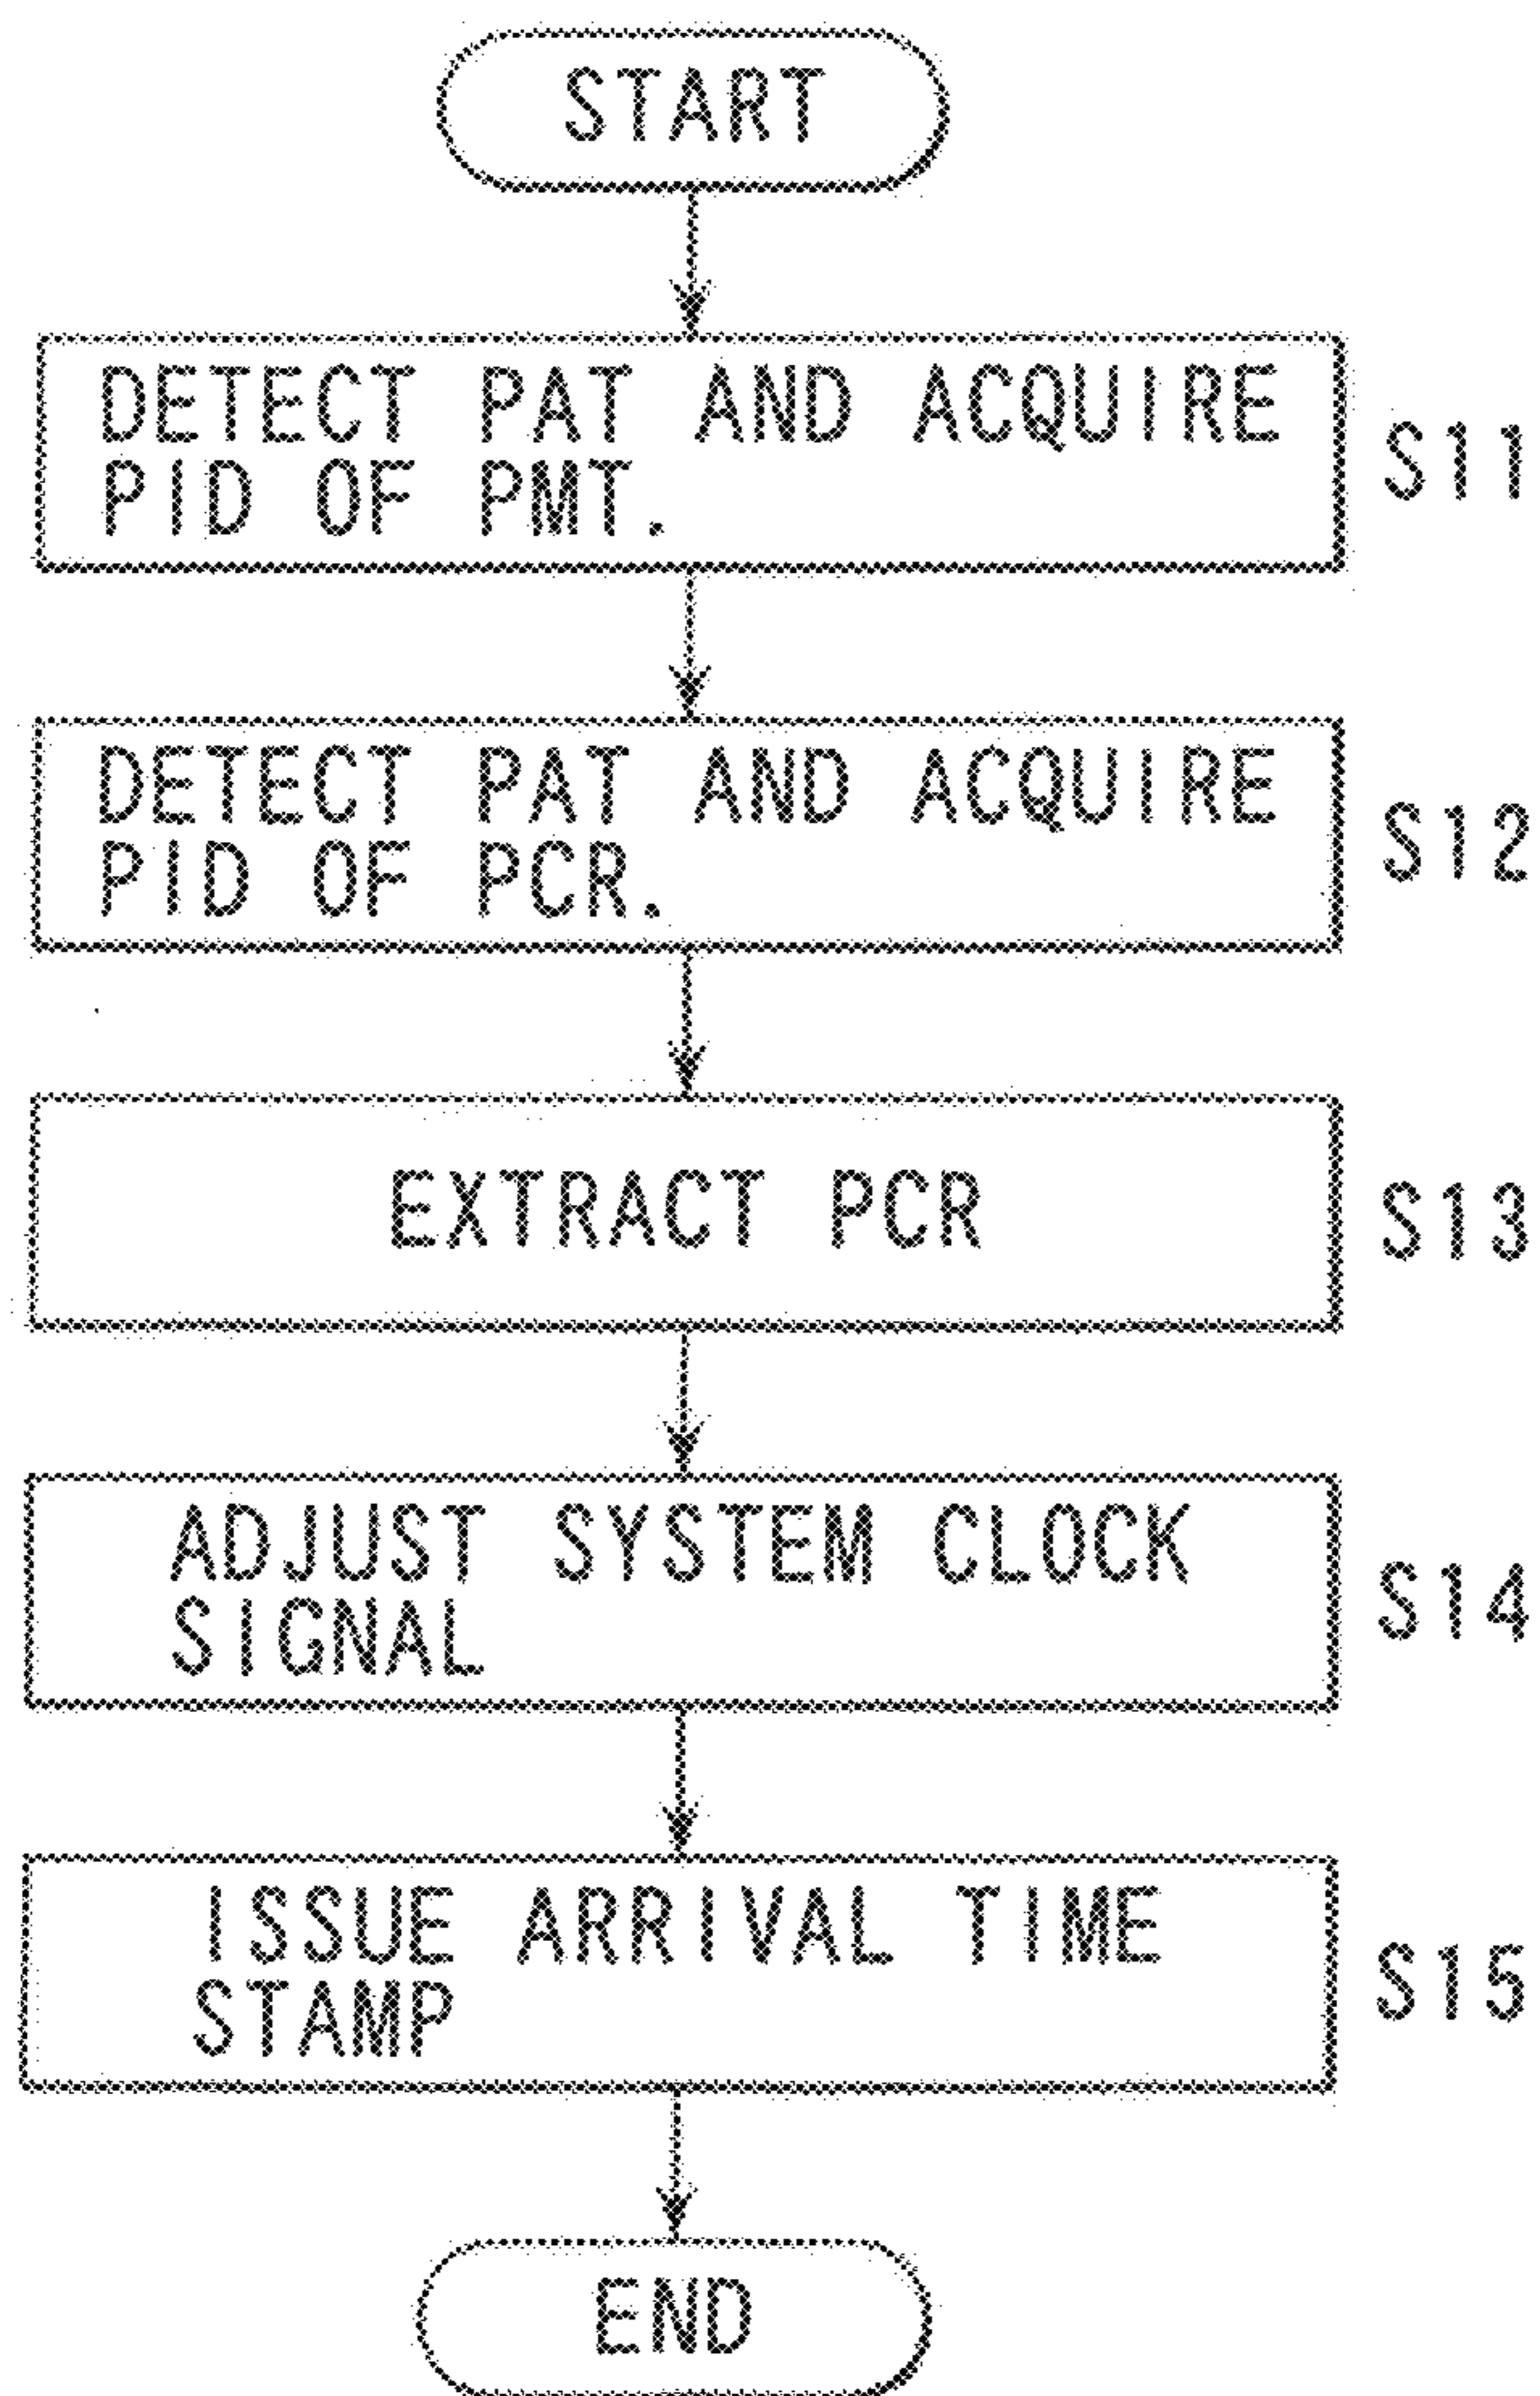 START
DETECT PAT AND ACQUIRE
PID OF PMT.
S11
DETECT PAT AND ACQUIRE
PID OF PCR.
S12
EXTRACT PCR
S13
ADJUST SYSTEM CLOCK
SIGNAL
S14
ISSUE ARRIVAL TIME
STAMP
S15
END